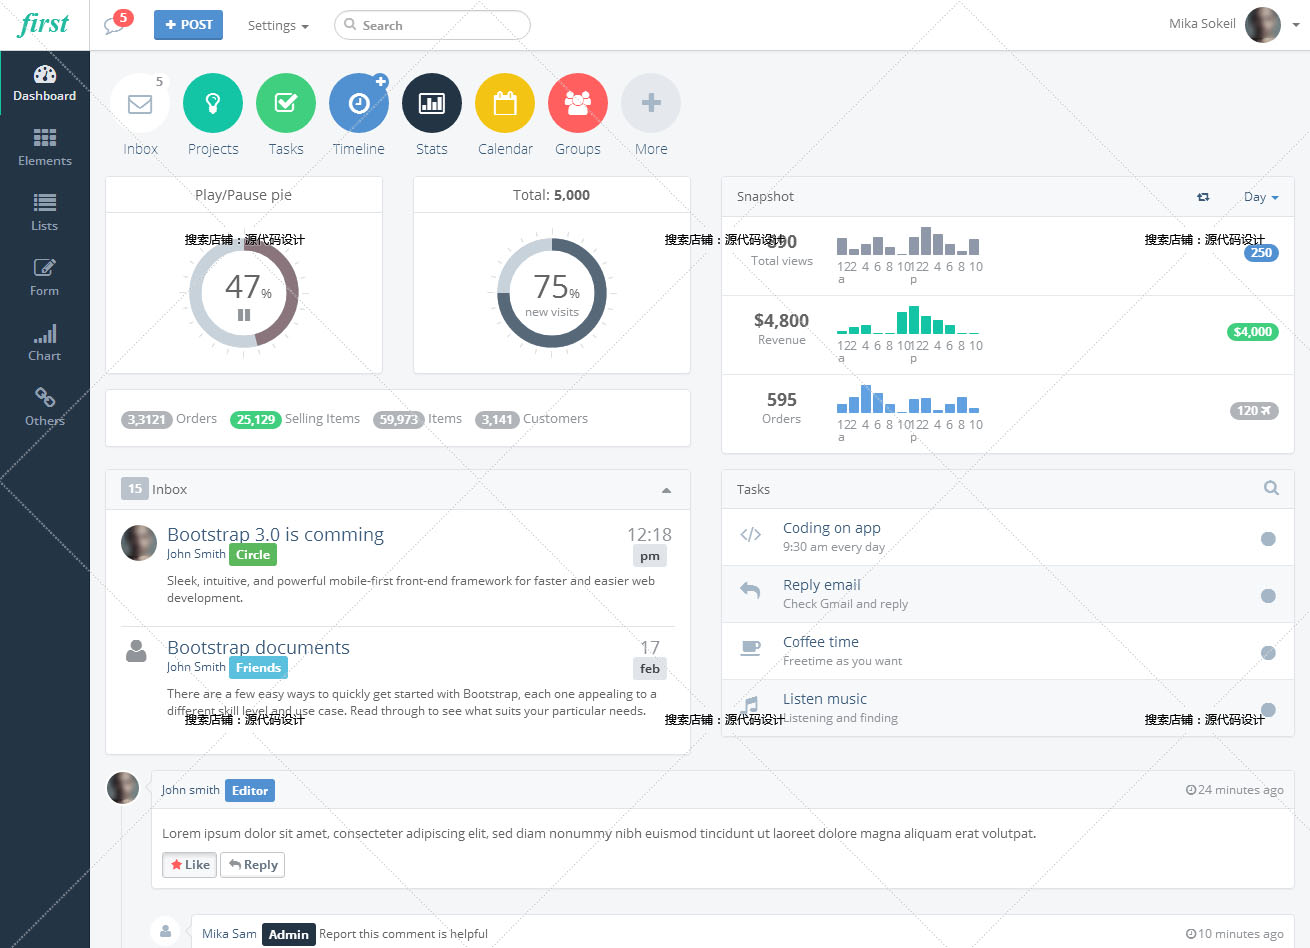 first
5
POST
Settings
Search
Mika Sokeil
Dashboard
Elements
Lists
Form
Chart
Others
5
Inbox
Projects
Tasks
Timeline
Stats
Calendar
Groups
More
Play/Pause pie
47%
Total: 5,000
75%
new visits
搜索店铺：源代码设计
搜索店铺：源代码设计
搜索店铺：源代码设计
Snapshot
Day
Total views
122 4 6 8 10122 4 6 8 10
a p
250
$4,800
Revenue
122 4 6 8 10122 4 6 8 10
a p
$4,000
595
Orders
122 4 6 8 10122 4 6 8 10
a p
120
3,3121 Orders 25,129 Selling Items 59,973 Items 3,141 Customers
15 Inbox
Bootstrap 3.0 is comming
John Smith Circle
12:18
pm
Sleek, intuitive, and powerful mobile-first front-end framework for faster and easier web
development.
Bootstrap documents
John Smith Friends
17
feb
There are a few easy ways to quickly get started with Bootstrap, each one appealing to a
different skill level and use case. Read through to see what suits your particular needs.
搜索店铺：源代码设计
搜索店铺：源代码设计
搜索店铺：源代码设计
Tasks
Coding on app
9:30 am every day
Reply email
Check Gmail and reply
Coffee time
Freetime as you want
Listen music
Listening and finding
John smith Editor
24 minutes ago
Lorem ipsum dolor sit amet, consecteter adipiscing elit, sed diam nonummy nibh euismod tincidunt ut laoreet dolore magna aliquam erat volutpat.
Like Reply
Mika Sam Admin Report this comment is helpful
10 minutes ago